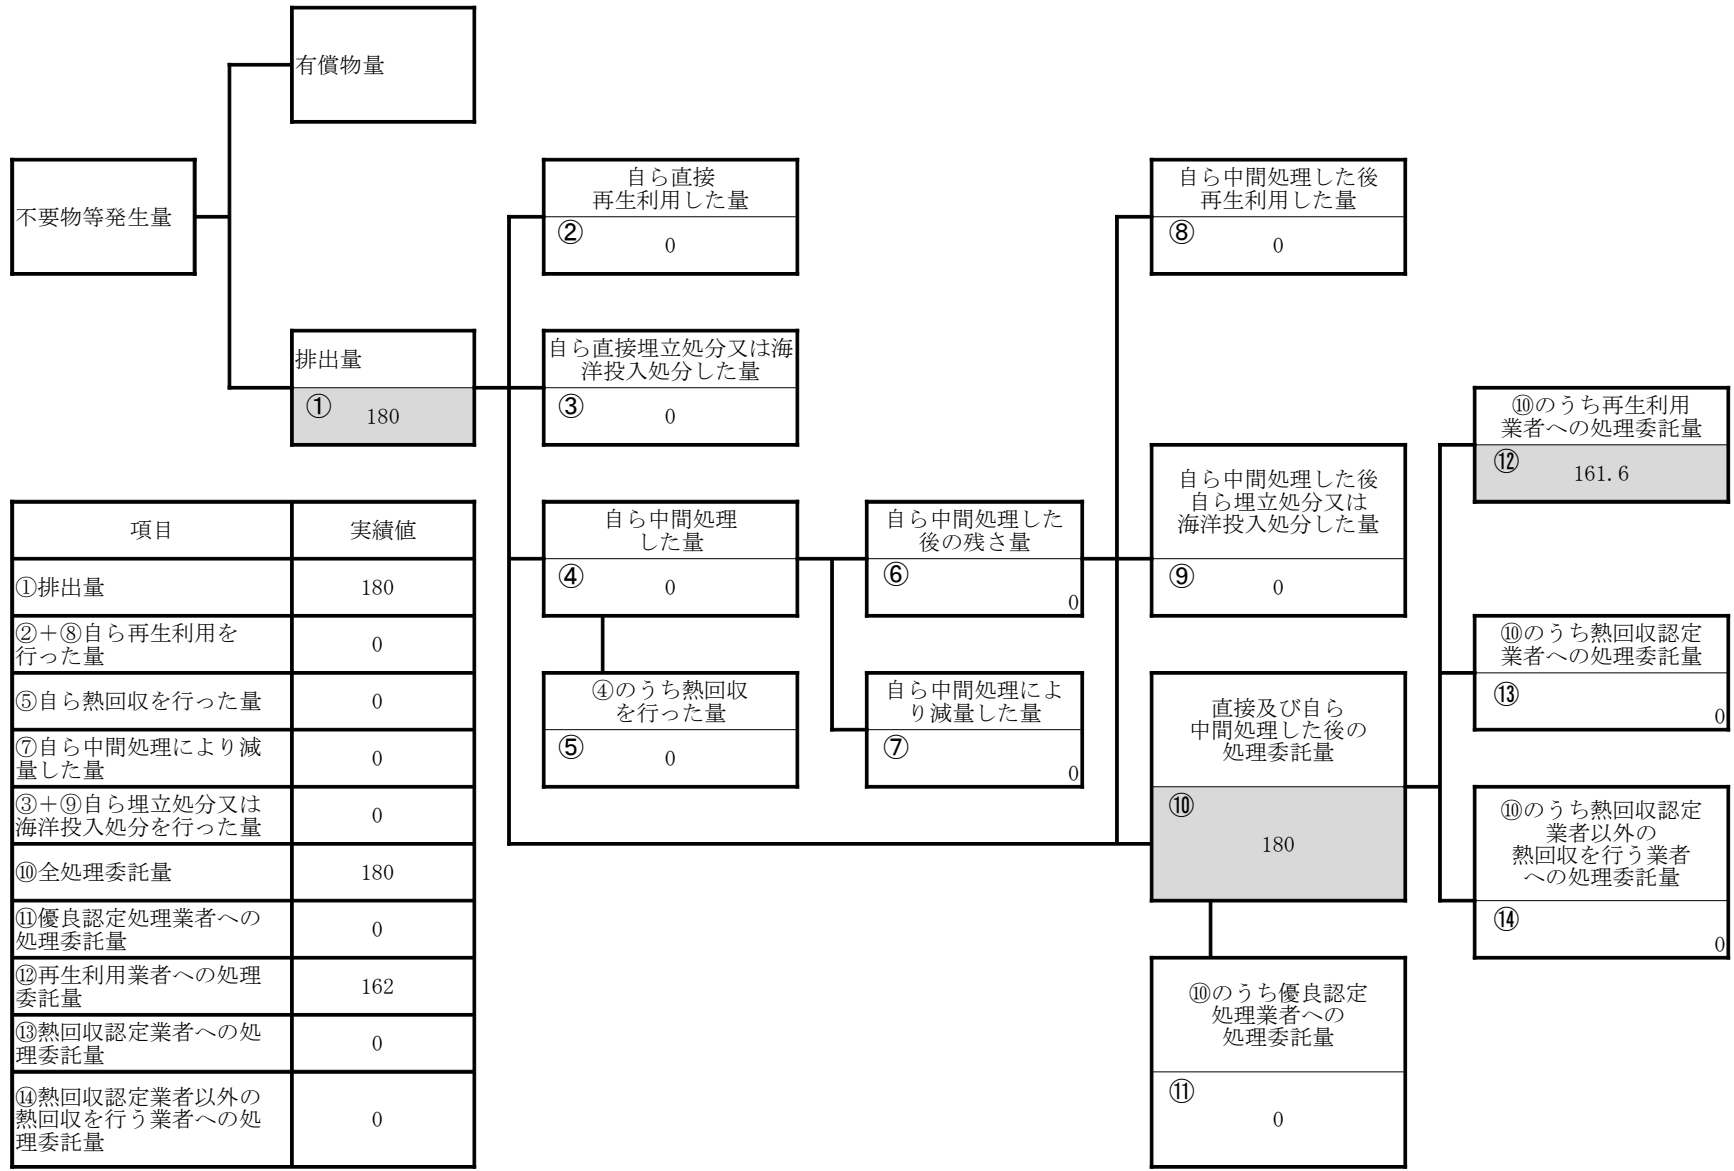 有償物量
不要物等発生量
排出量
①
180
自ら直接
再生利用した量
②
0
自ら直接埋立処分又は海
洋投入処分した量
③
0
自ら中間処理
した量
④
0
④のうち熱回収
を行った量
⑤
0
自ら中間処理した
後の残さ量
⑥
0
自ら中間処理によ
り減量した量
⑦
0
自ら中間処理した後
再生利用した量
⑧
0
自ら中間処理した後
自ら埋立処分又は
海洋投入処分した量
⑨
0
直接及び自ら
中間処理した後の
処理委託量
⑩
180
⑩のうち優良認定
処理業者への
処理委託量
⑪
0
⑩のうち再生利用
業者への処理委託量
⑫
161.6
⑩のうち熱回収認定
業者への処理委託量
⑬
0
⑩のうち熱回収認定
業者以外の
熱回収を行う業者
への処理委託量
⑭
0
項目 実績値
①排出量 180
②＋⑧自ら再生利用を
行った量 0
⑤自ら熱回収を行った量 0
⑦自ら中間処理により減
量した量 0
③＋⑨自ら埋立処分又は
海洋投入処分を行った量 0
⑩全処理委託量 180
⑪優良認定処理業者への
処理委託量 0
⑫再生利用業者への処理
委託量 162
⑬熱回収認定業者への処
理委託量 0
⑭熱回収認定業者以外の
熱回収を行う業者への処
理委託量 0